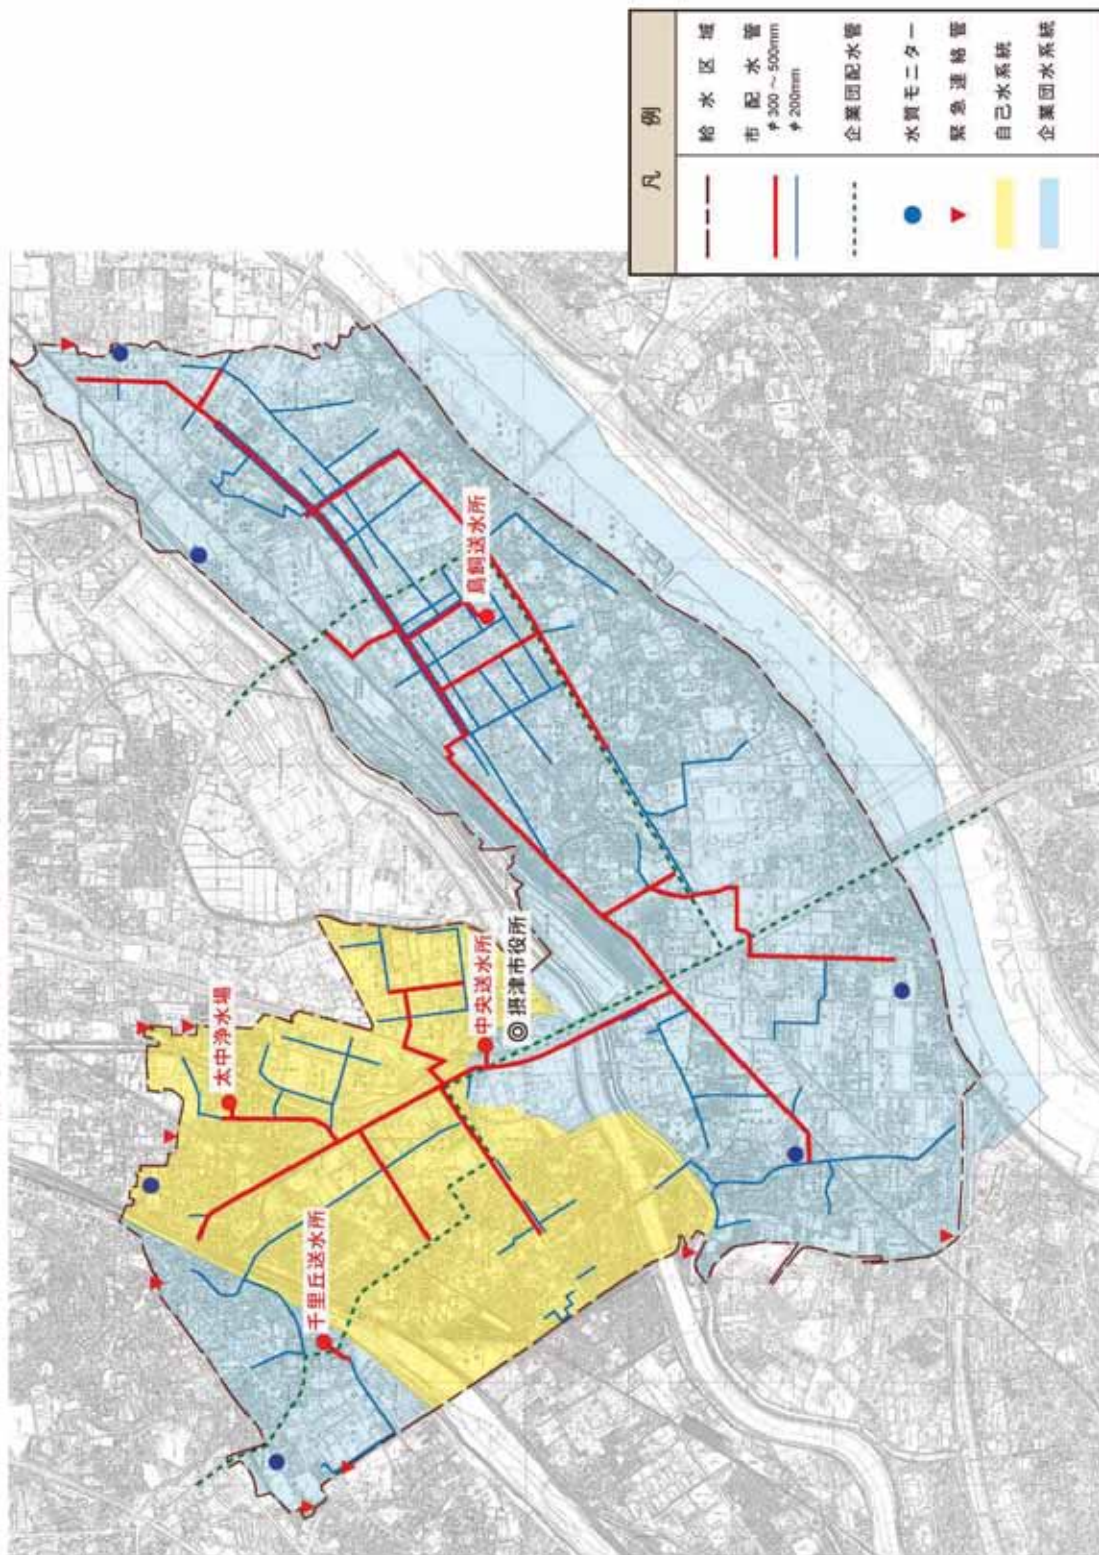 凡 例
給水区域
市配水管
φ300～500mm
φ200mm
企業団配水管
水質モニター
緊急連絡管
自己水系統
企業団水系統
鳥飼送水所
太中浄水場
中央送水所
◎摂津市役所
千里丘送水所